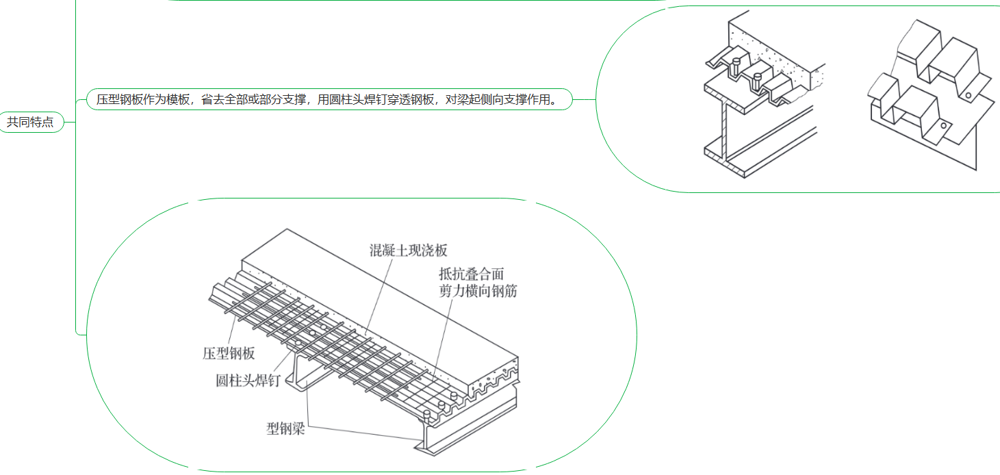 压型钢板作为模板，省去全部或部分支撑，用圆柱头焊钉穿透钢板，对梁起侧向支撑作用。
共同特点
混凝土现浇板
抵抗叠合面
剪力横向钢筋
压型钢板
圆柱头焊钉
型钢梁